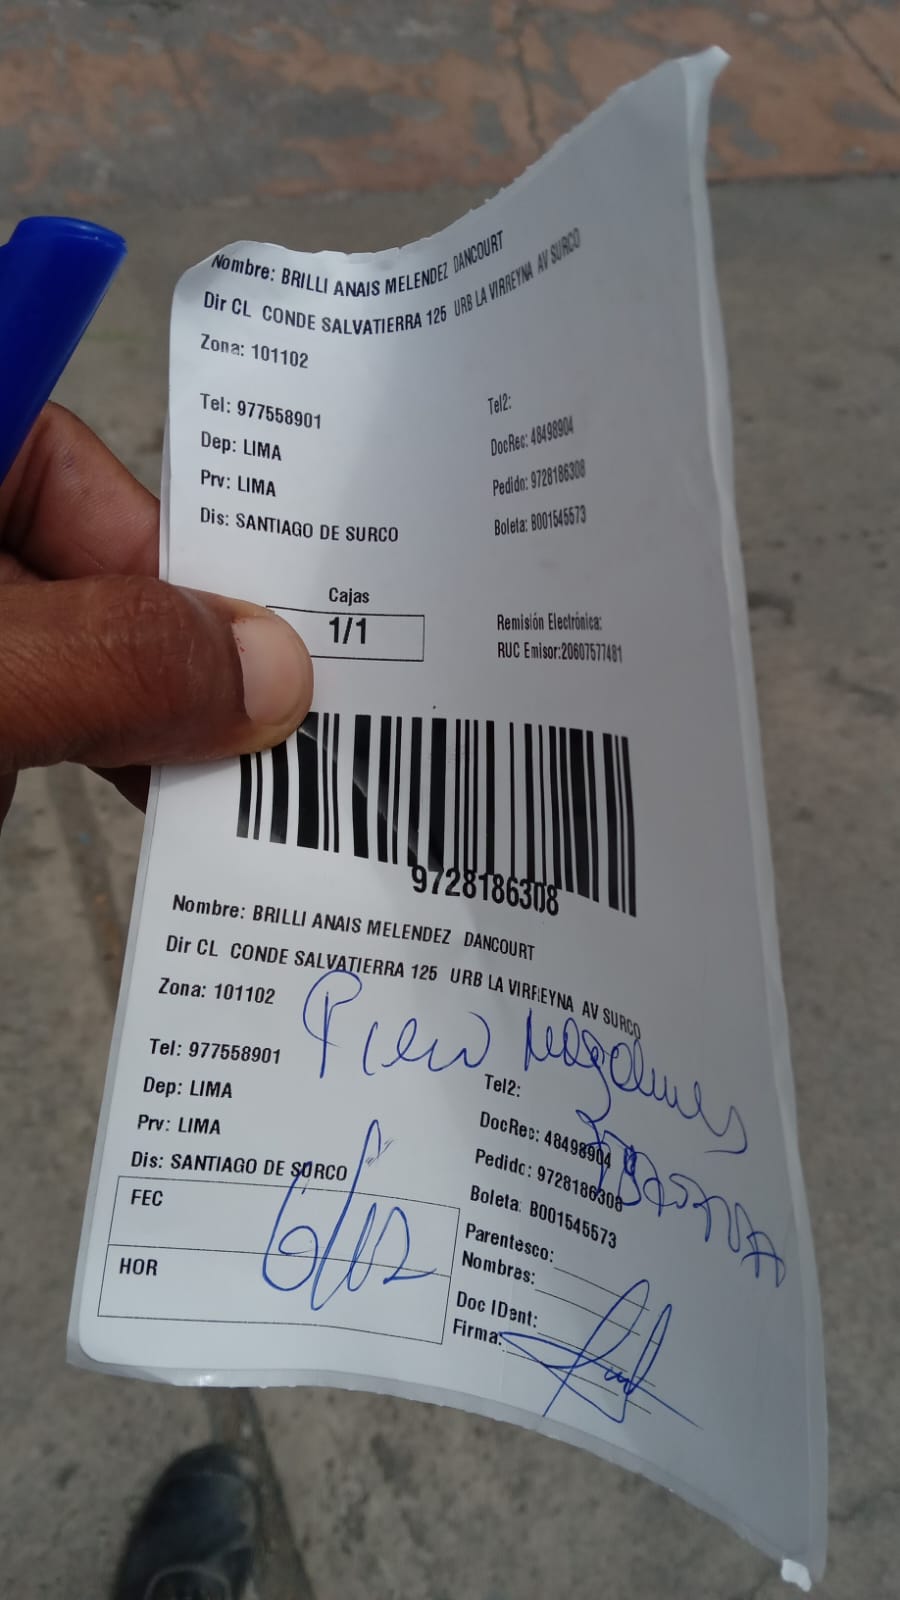 Nombre: BRILLI ANAIS MELENDEZ DANCOURT
Dir CL CONDE SALVATIERRA 125 URB LA VIRREYNA AV SURCO
Zona: 101102
Tel: 977558901 Tel2:
Dep: LIMA DocRec: 48498904
Prv: LIMA Pedido: 9728186308
Dis: SANTIAGO DE SURCO Boleta: B001545573
Cajas
1/1
Remisión Electrónica:
RUC Emisor:20607577481
9728186308
Nombre: BRILLI ANAIS MELENDEZ DANCOURT
Dir CL CONDE SALVATIERRA 125 URB LA VIRREYNA AV SURCO
Zona: 101102
Piero
Tel: 977558901 Tel2:
Dep: LIMA DocRec: 48498904
Prv: LIMA Pedido: 9728186308
Dis: SANTIAGO DE SURCO Boleta: B001545573
FEC
HOR
Parentesco:
Nombres:
Doc IDent:
Firma: